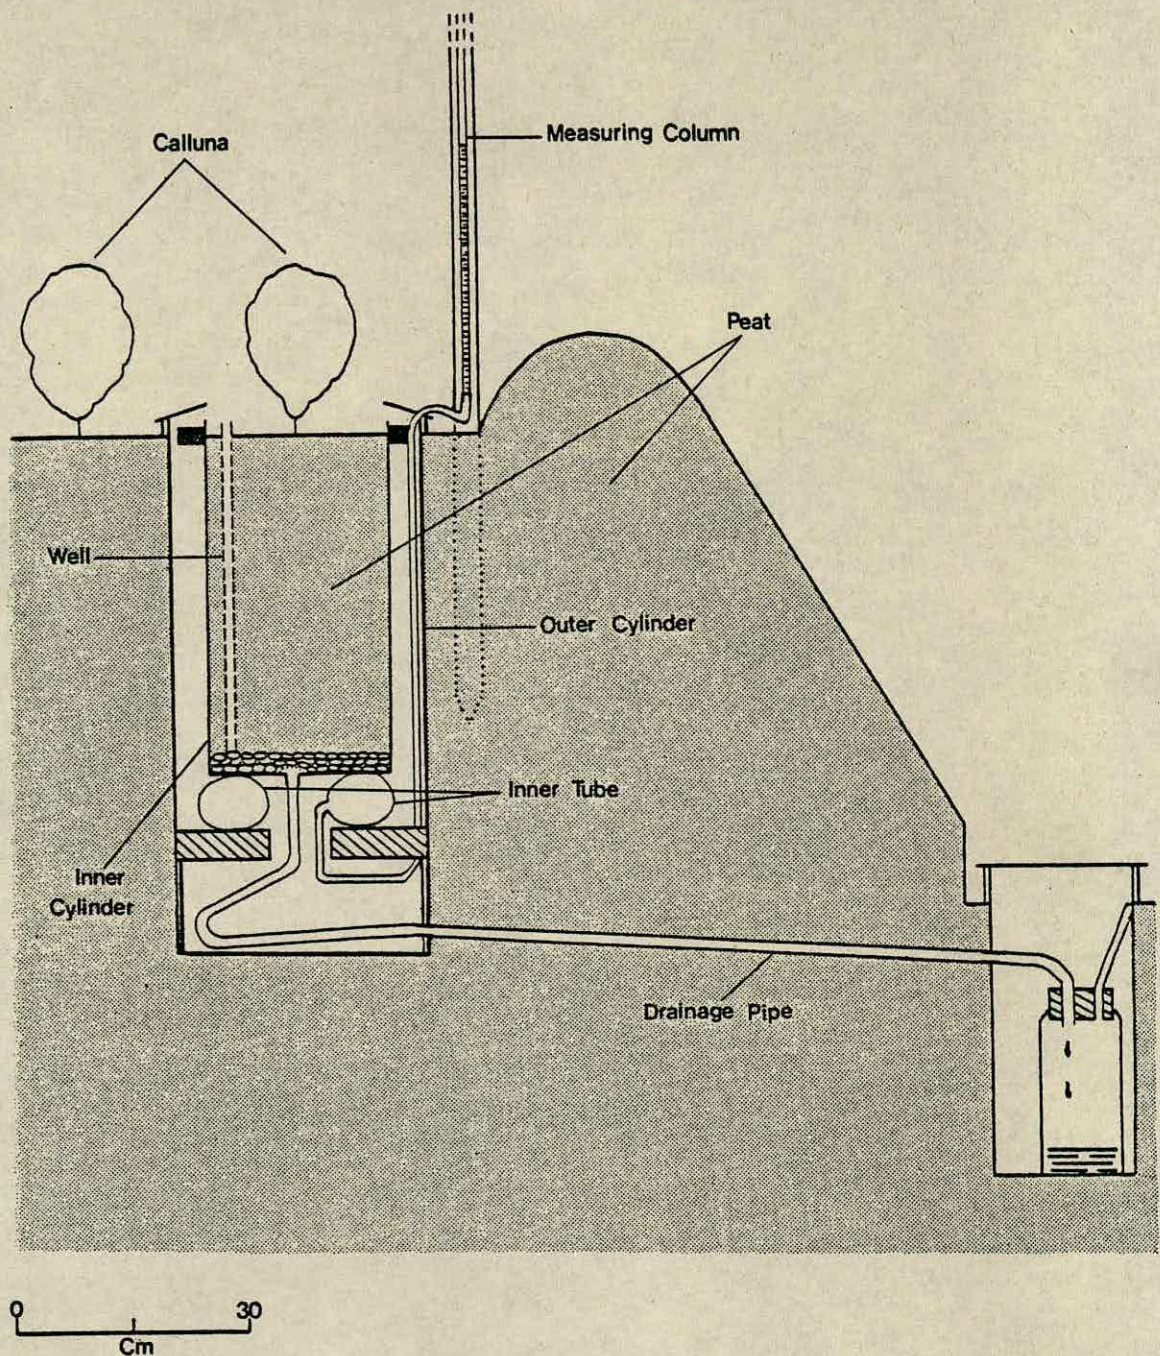 Measuring Column
Calluna
Peat
Well
Outer Cylinder
Inner Tube
Inner
Cylinder
Drainage Pipe
0 30
Cm